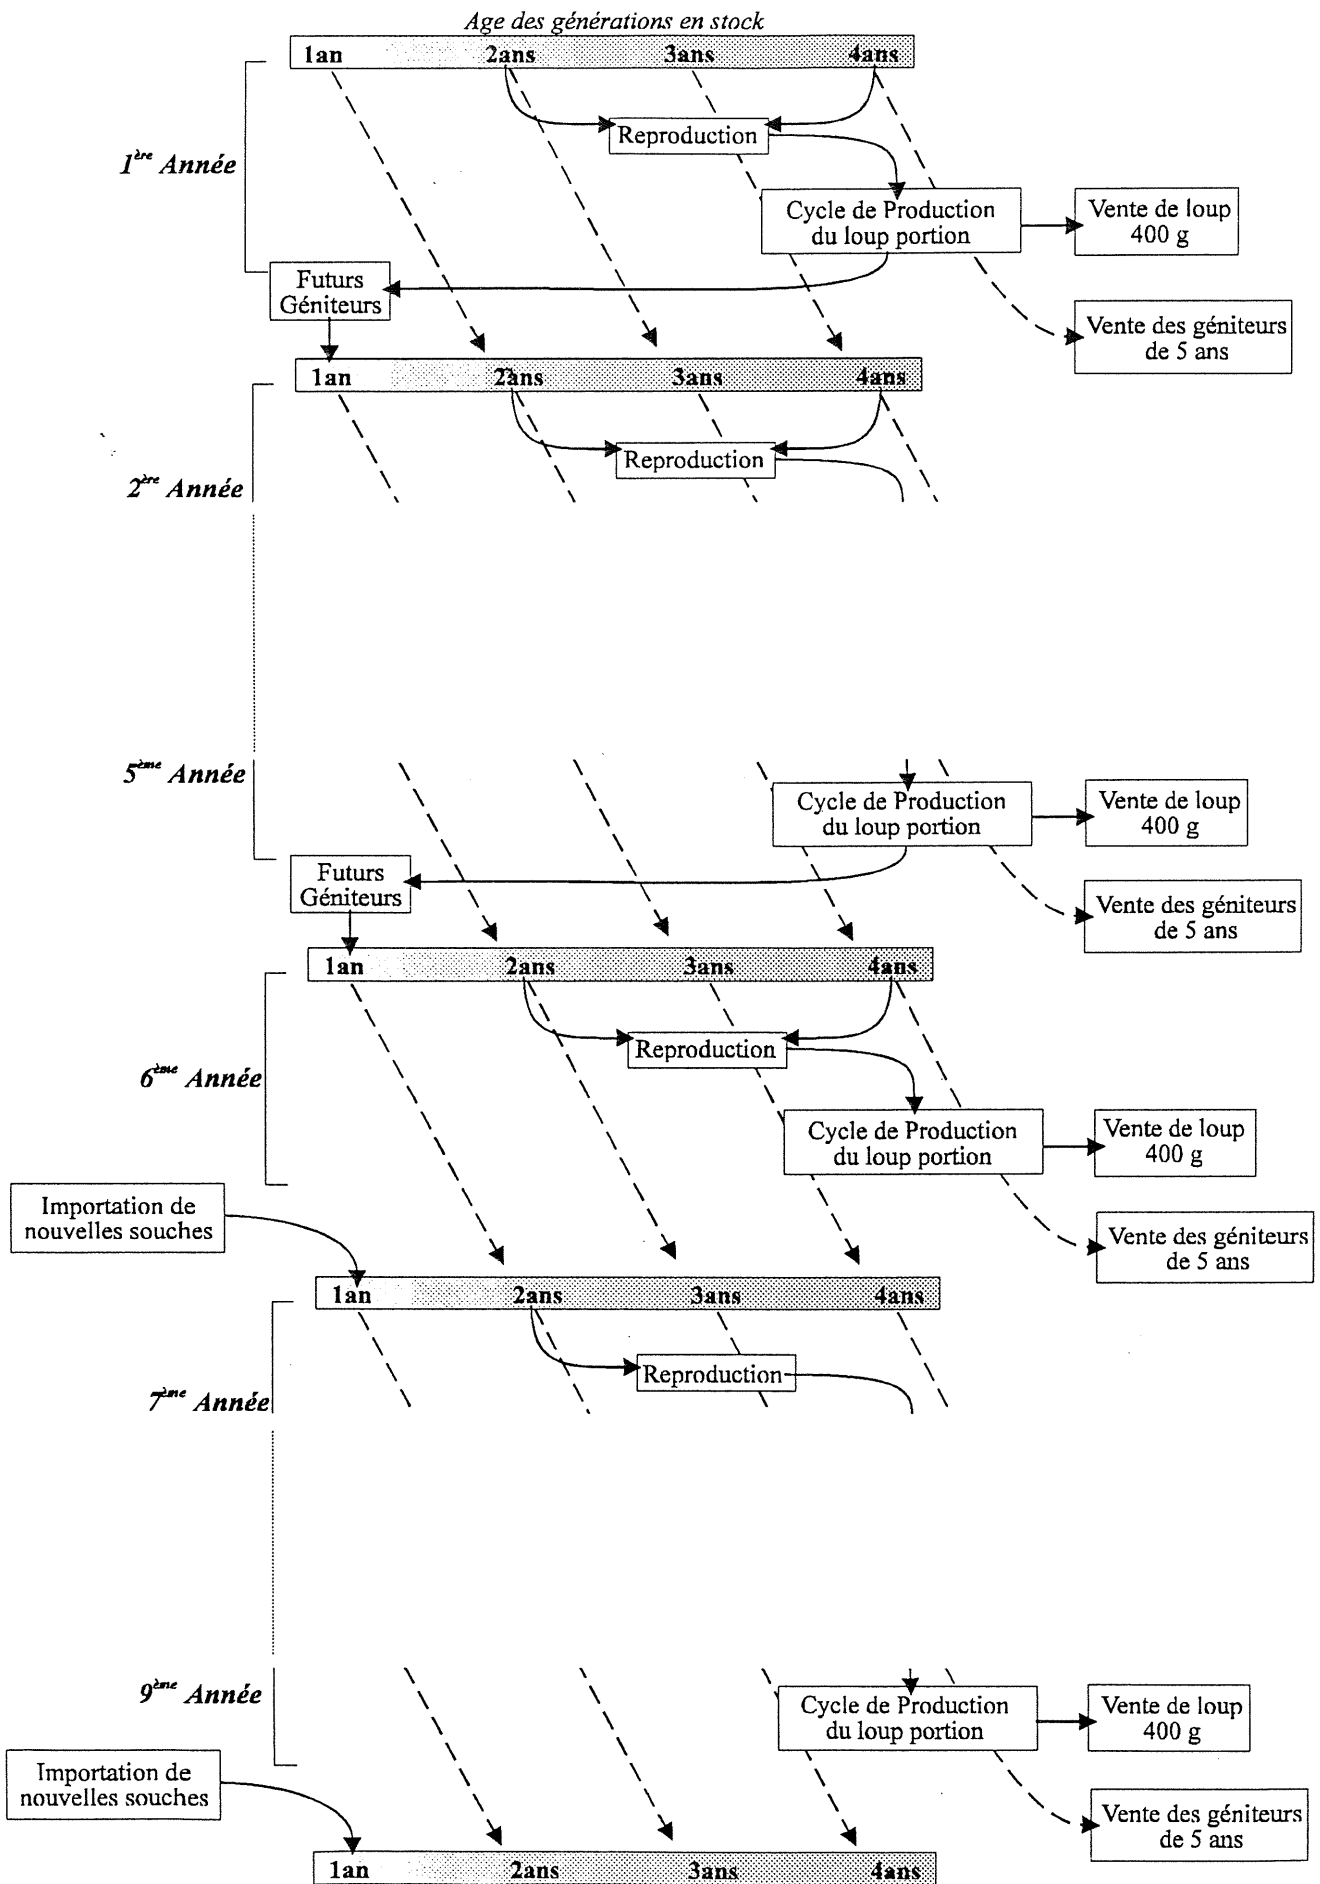 Age des générations en stock
1an 2ans 3ans 4ans
Reproduction
1ère Année
Cycle de Production
du loup portion
Vente de loup
400 g
Futurs
Géniteurs
Vente des géniteurs
de 5 ans
1an 2ans 3ans 4ans
Reproduction
2ère Année
5ème Année
Cycle de Production
du loup portion
Vente de loup
400 g
Futurs
Géniteurs
Vente des géniteurs
de 5 ans
1an 2ans 3ans 4ans
Reproduction
6ème Année
Cycle de Production
du loup portion
Vente de loup
400 g
Importation de
nouvelles souches
Vente des géniteurs
de 5 ans
1an 2ans 3ans 4ans
Reproduction
7ème Année
9ème Année
Cycle de Production
du loup portion
Vente de loup
400 g
Importation de
nouvelles souches
Vente des géniteurs
de 5 ans
1an 2ans 3ans 4ans